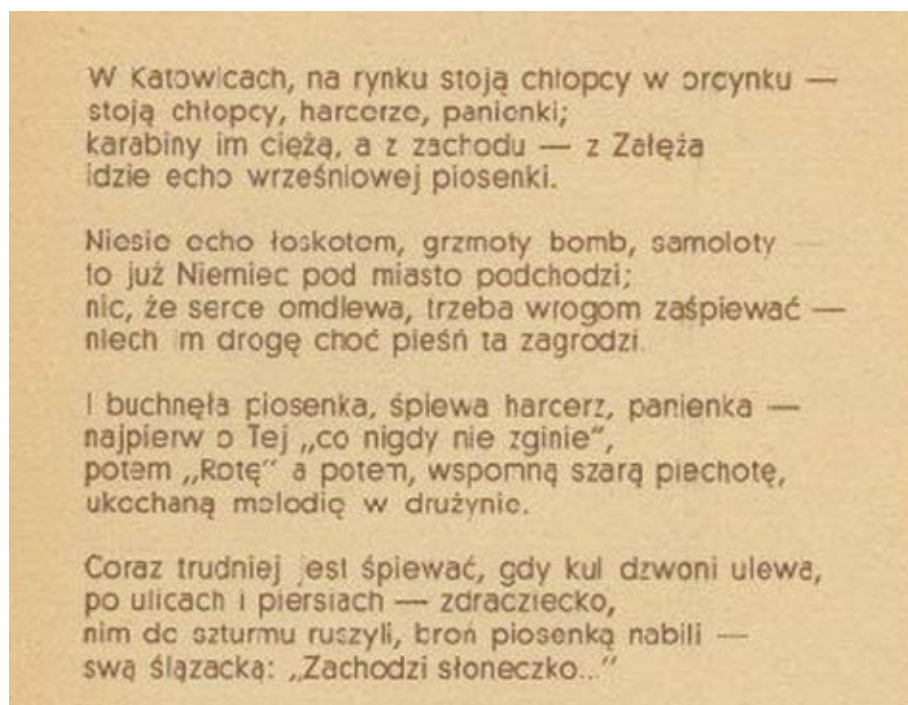 W Katowicach, na rynku stoją chłopcy w ordynku —
stoją chłopcy, harcerze, panienki;
karabiny im ciężą, a z zachodu — z Załęża
idzie echo wrześniowej piosenki.
Niesie echo łoskotem, grzmoty bomb, samoloty —
to już Niemiec pod miasto podchodzi;
nic, że serce omdlewa, trzeba wrogom zaśpiewać —
niech im drogę choć pieśń ta zagrodzi.
I buchnęła piosenka, śpiewa harcerz, panienka —
najpierw o Tej „co nigdy nie zginie”,
potem „Rotę” a potem, wspomną szarą piechotę,
ukochaną melodię w drużynie.
Coraz trudniej jest śpiewać, gdy kul dzwoni ulewa,
po ulicach i piersiach — zdradziecko,
nim do szturmu ruszyli, broń piosenką nabili —
swą ślązacką: „Zachodzi słoneczko...”